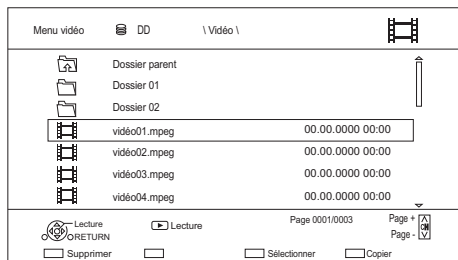 Menu vidéo DD \ Vidéo \
Dossier parent
Dossier 01
Dossier 02
vidéo01.mpeg 00.00.0000 00:00
vidéo02.mpeg 00.00.0000 00:00
vidéo03.mpeg 00.00.0000 00:00
vidéo04.mpeg 00.00.0000 00:00
Lecture Lecture Page 0001/0003 Page + CH
RETURN Page -
Supprimer Sélectionner Copier